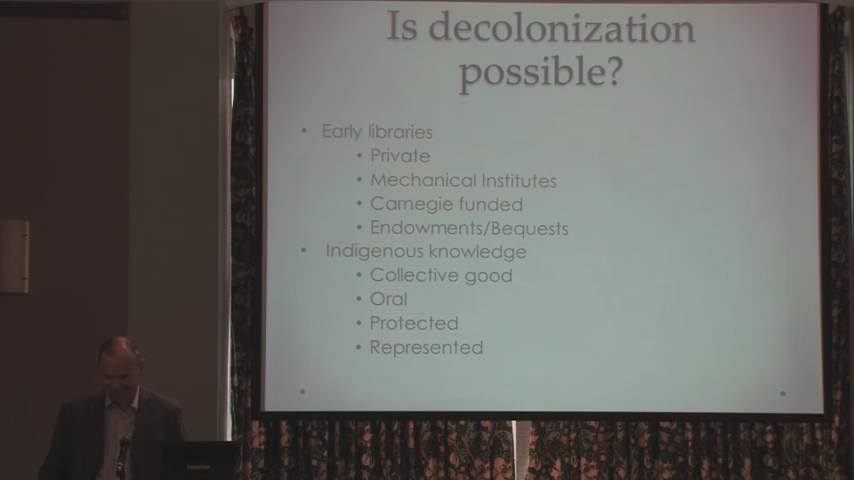 Is decolonization
possible?
• Early libraries
• Private
• Mechanical Institutes
• Carnegie funded
• Endowments/Bequests
• Indigenous knowledge
• Collective good
• Oral
• Protected
• Represented
TOSHIBA